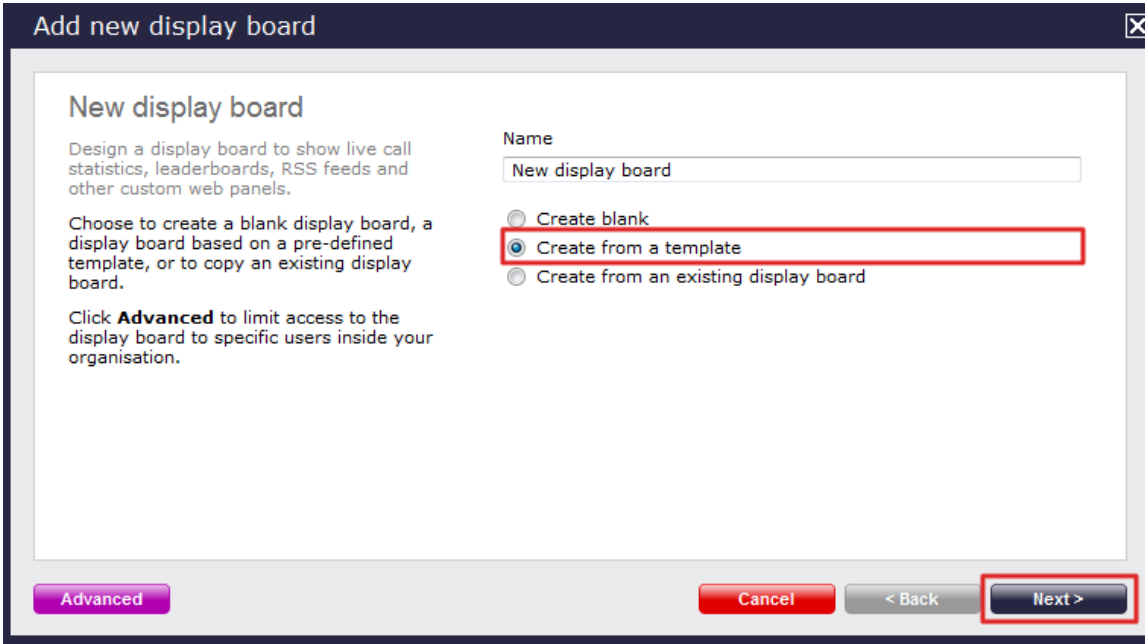 Add new display board
New display board
Design a display board to show live call
statistics, leaderboards, RSS feeds and
other custom web panels.
Choose to create a blank display board, a
display board based on a pre-defined
template, or to copy an existing display
board.
Click Advanced to limit access to the
display board to specific users inside your
organisation.
Name
New display board
Create blank
Create from a template
Create from an existing display board
Advanced
Cancel
< Back
Next >